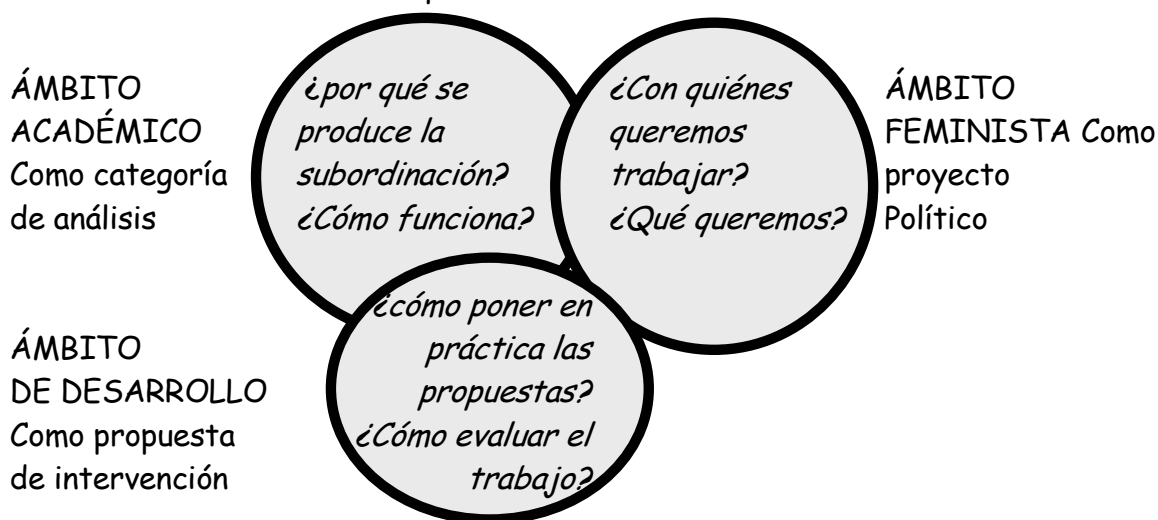 ÁMBITO
ACADÉMICO
Como categoría
de análisis
¿por qué se
produce la
subordinación?
¿Cómo funciona?
¿Con quiénes
queremos
trabajar?
¿Qué queremos?
ÁMBITO
FEMINISTA Como
proyecto
Político
ÁMBITO
DE DESARROLLO
Como propuesta
de intervención
¿cómo poner en
práctica las
propuestas?
¿Cómo evaluar el
trabajo?